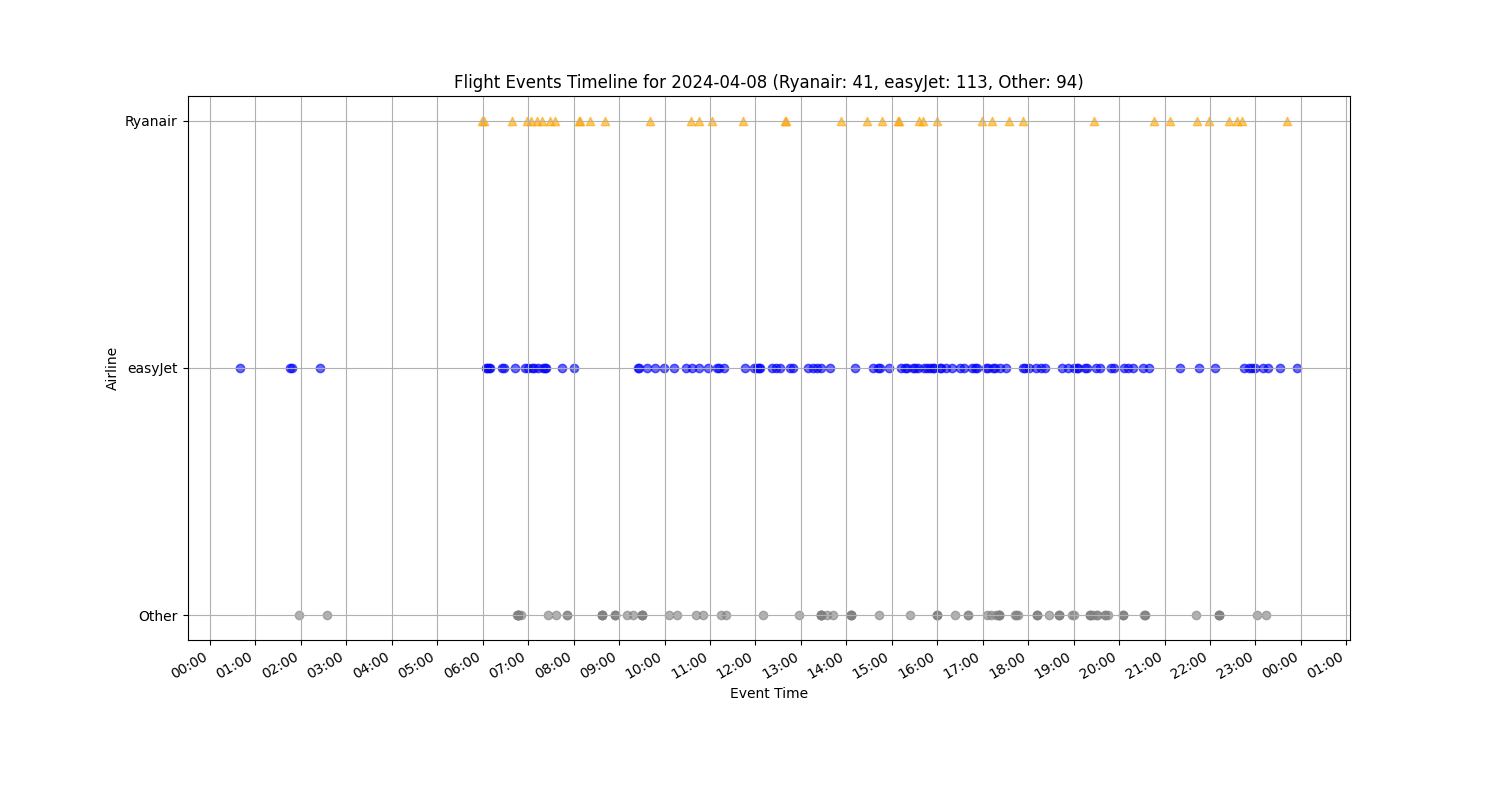 Flight Events Timeline for 2024-04-08 (Ryanair: 41, easyJet: 113, Other: 94)
Ryanair
easyJet
Other
Airline
00:00 01:00 02:00 03:00 04:00 05:00 06:00 07:00 08:00 09:00 10:00 11:00 12:00 13:00 14:00 15:00 16:00 17:00 18:00 19:00 20:00 21:00 22:00 23:00 00:00 01:00
Event Time